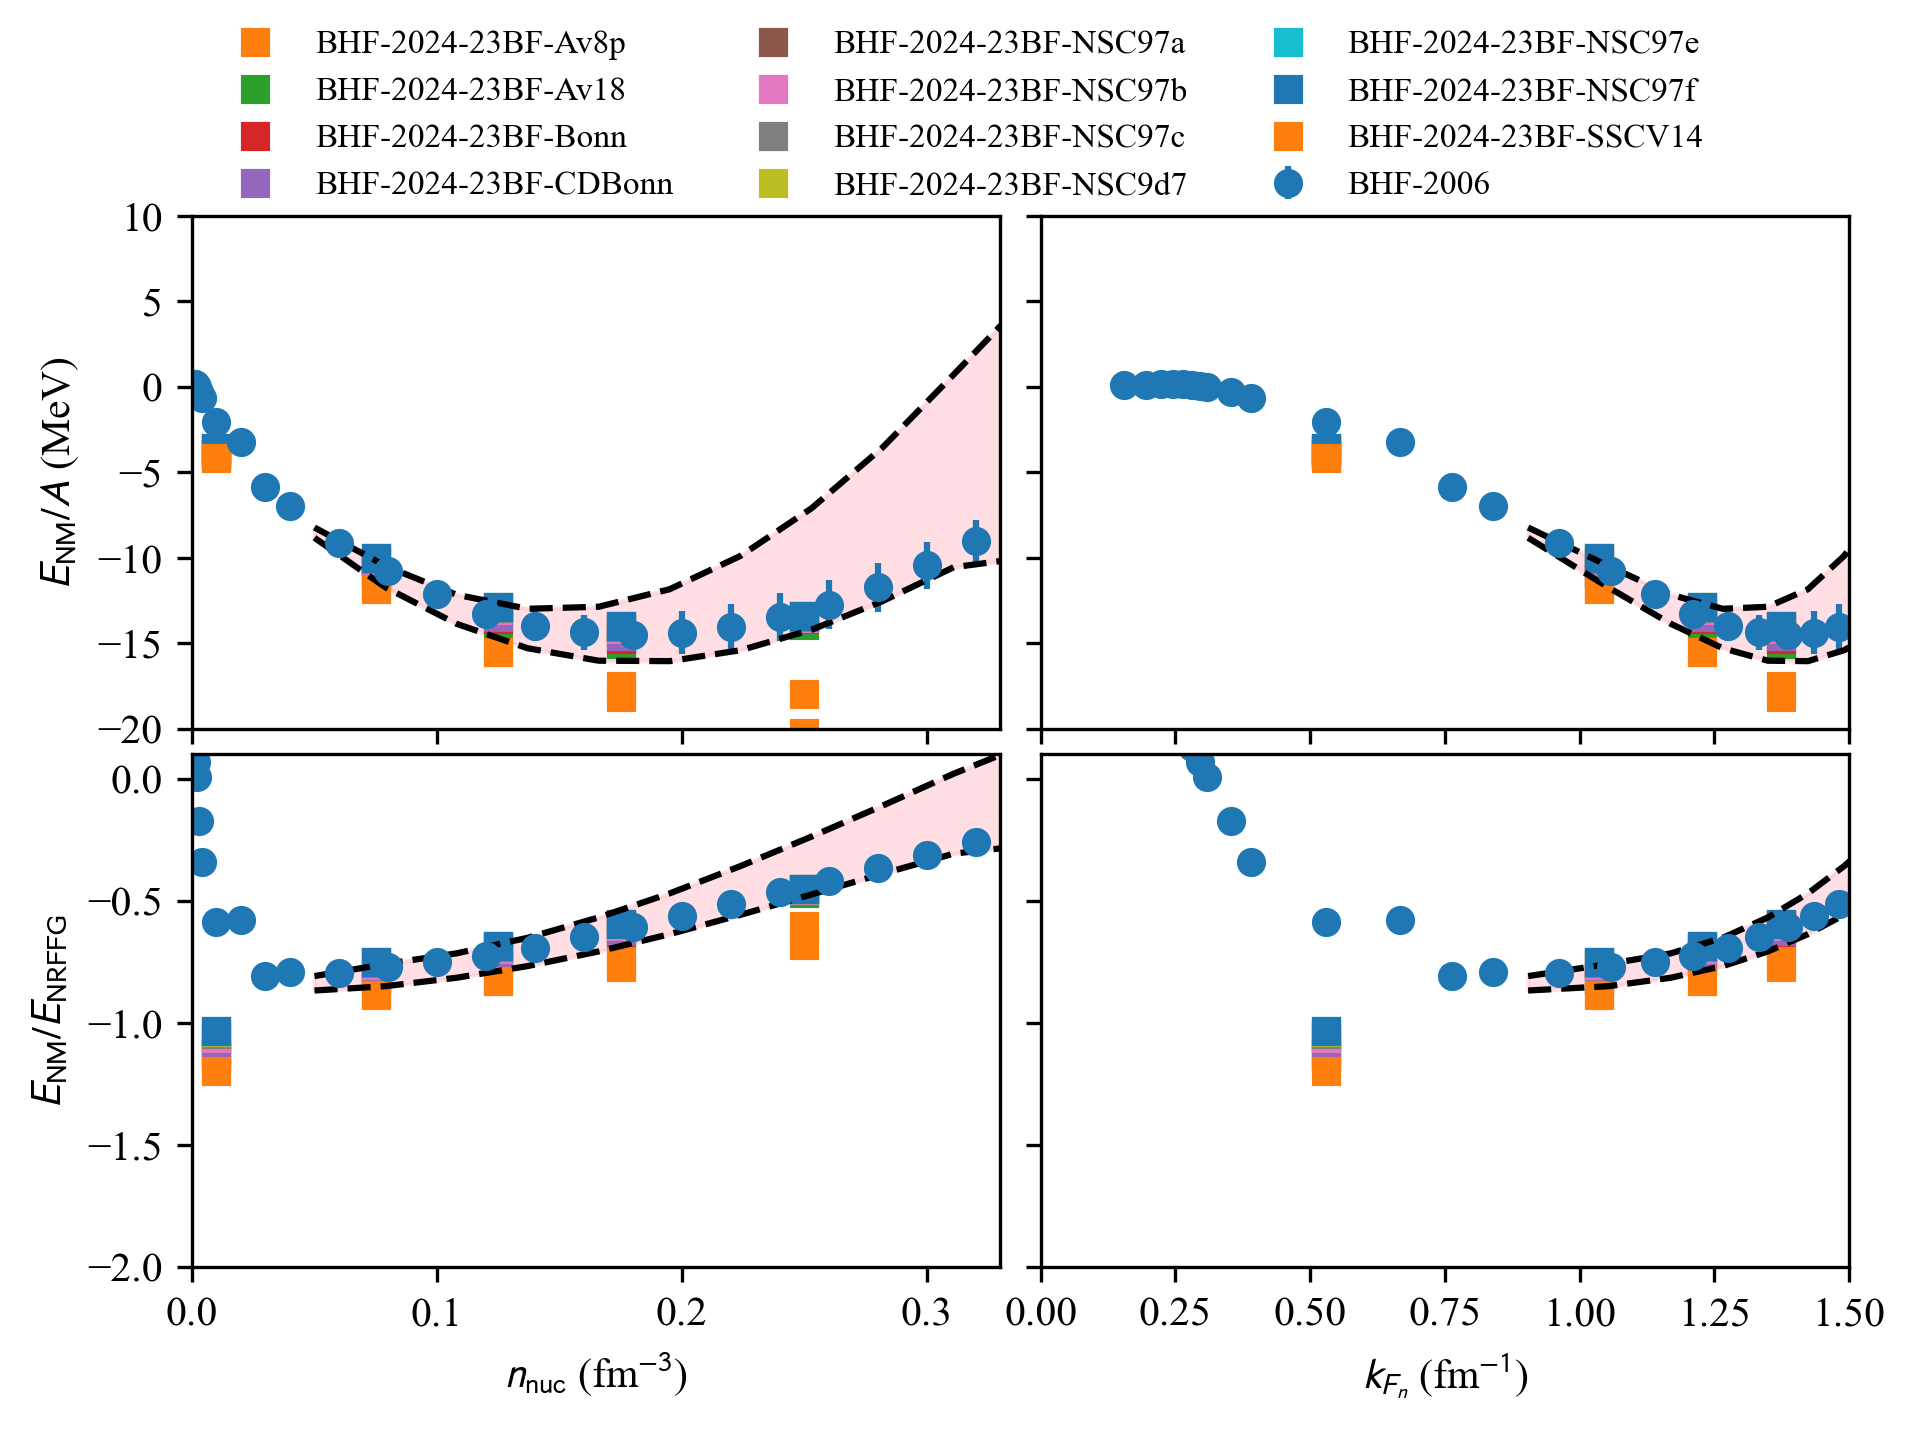 BHF-2024-23BF-Av8p
BHF-2024-23BF-Av18
BHF-2024-23BF-Bonn
BHF-2024-23BF-CDBonn
BHF-2024-23BF-NSC97a
BHF-2024-23BF-NSC97b
BHF-2024-23BF-NSC97c
BHF-2024-23BF-NSC9d7
BHF-2024-23BF-NSC97e
BHF-2024-23BF-NSC97f
BHF-2024-23BF-SSCV14
BHF-2006
E_NM/A (MeV)
10
5
0
−5
−10
−15
−20
E_NM/E_NRFFG
0.0
−0.5
−1.0
−1.5
−2.0
0.0 0.1 0.2 0.3
n_nuc (fm⁻³)
0.00 0.25 0.50 0.75 1.00 1.25 1.50
k_{F_n} (fm⁻¹)